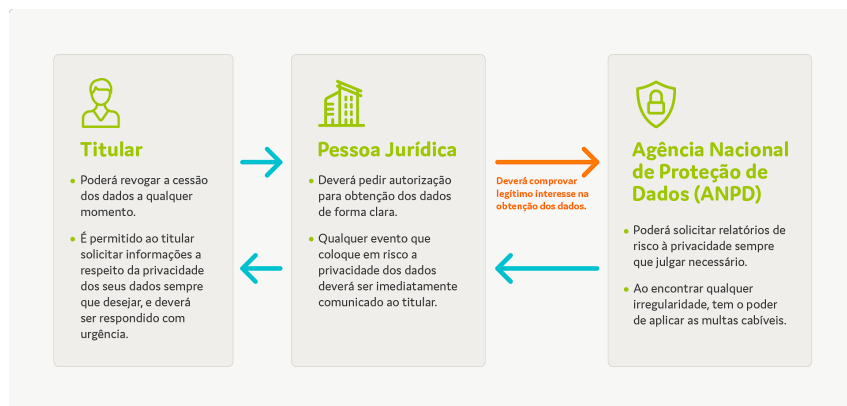 Titular
• Poderá revogar a cessão
dos dados a qualquer
momento.
• É permitido ao titular
solicitar informações a
respeito da privacidade
dos seus dados sempre
que desejar, e deverá
ser respondido com
urgência.
Pessoa Jurídica
• Deverá pedir autorização
para obtenção dos dados
de forma clara.
• Qualquer evento que
coloque em risco a
privacidade dos dados
deverá ser imediatamente
comunicado ao titular.
Deverá comprovar
legítimo interesse na
obtenção dos dados.
Agência Nacional
de Proteção de
Dados (ANPD)
• Poderá solicitar relatórios de
risco à privacidade sempre
que julgar necessário.
• Ao encontrar qualquer
irregularidade, tem o poder
de aplicar as multas cabíveis.